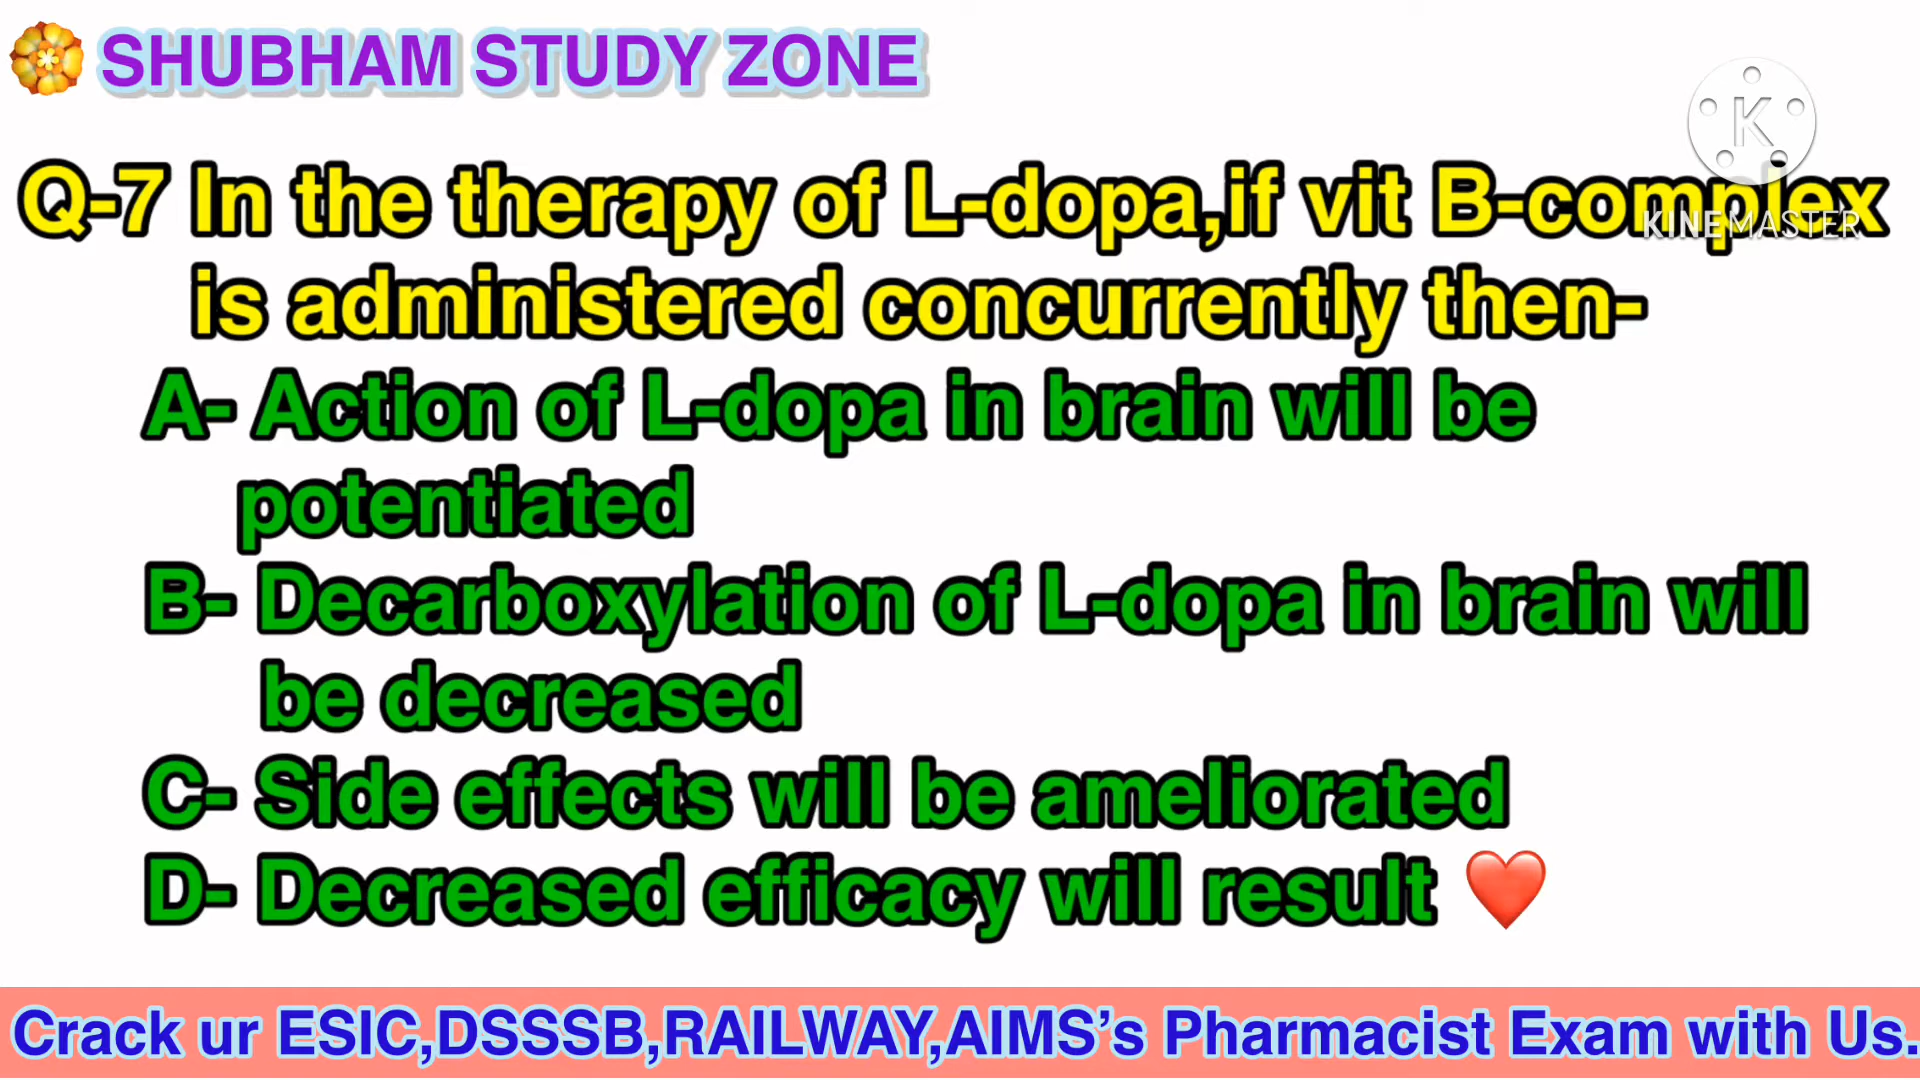 SHUBHAM STUDY ZONE
K
KINEMASTER
Q-7 In the therapy of L-dopa,if vit B-complex
is administered concurrently then-
A- Action of L-dopa in brain will be
potentiated
B- Decarboxylation of L-dopa in brain will
be decreased
C- Side effects will be ameliorated
D- Decreased efficacy will result ❤️
Crack ur ESIC,DSSSB,RAILWAY,AIMS’s Pharmacist Exam with Us.